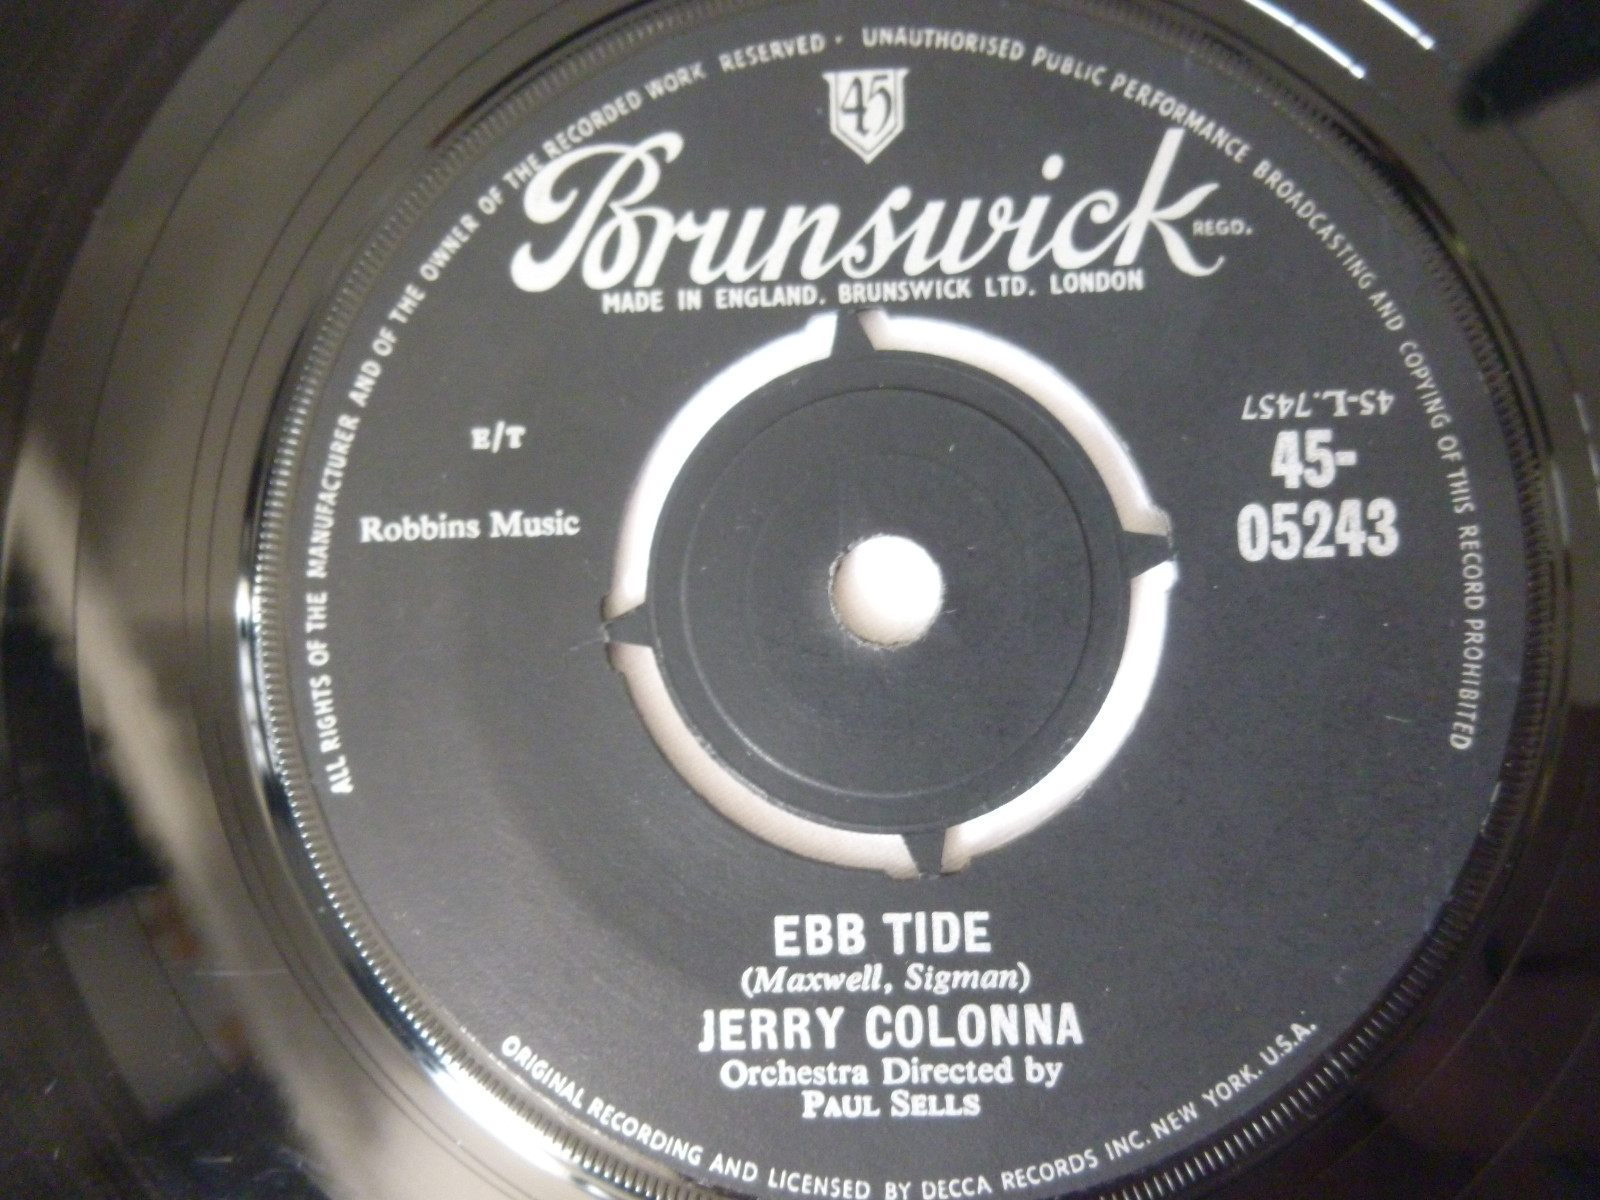 ALL RIGHTS OF THE MANUFACTURER AND OF THE OWNER OF THE RECORDED WORK RESERVED · UNAUTHORISED PUBLIC PERFORMANCE BROADCASTING AND COPYING OF THIS RECORD PROHIBITED
45
Brunswick REGD.
MADE IN ENGLAND. BRUNSWICK LTD. LONDON
E/T
Robbins Music
45-L.7457
45-
05243
EBB TIDE
(Maxwell, Sigman)
JERRY COLONNA
Orchestra Directed by
PAUL SELLS
ORIGINAL RECORDING AND LICENSED BY DECCA RECORDS INC. NEW YORK. U.S.A.